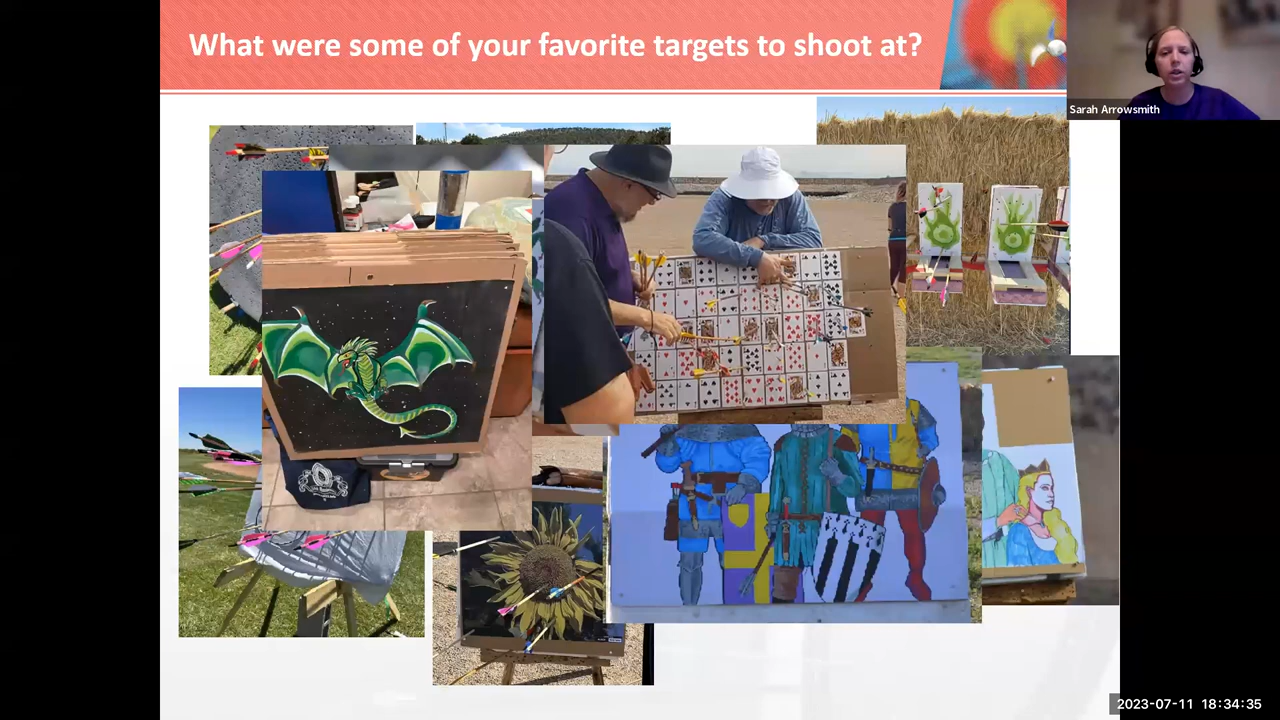 What were some of your favorite targets to shoot at?
Sarah Arrowsmith
2023-07-11 18:34:35